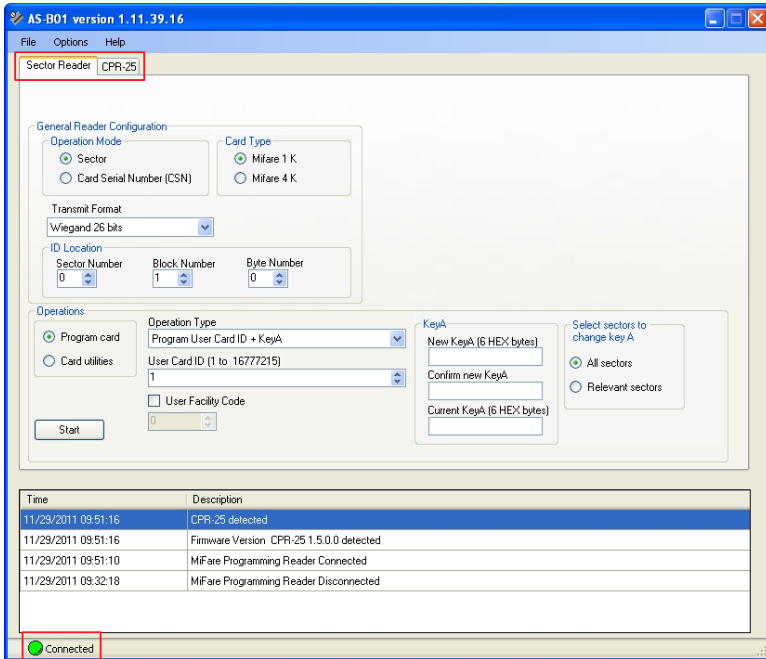 AS-B01 version 1.11.39.16
File Options Help
Sector Reader CPR-25
General Reader Configuration
Operation Mode
Sector
Card Serial Number (CSN)
Card Type
Mifare 1 K
Mifare 4 K
Transmit Format
Wiegand 26 bits
ID Location
Sector Number Block Number Byte Number
0 1 0
Operations
Program card
Card utilities
Start
Operation Type
Program User Card ID + KeyA
User Card ID (1 to 16777215)
1
User Facility Code
0
KeyA
New KeyA (6 HEX bytes)
Confirm new KeyA
Current KeyA (6 HEX bytes)
Select sectors to
change key A
All sectors
Relevant sectors
Time Description
11/29/2011 09:51:16 CPR-25 detected
11/29/2011 09:51:16 Firmware Version CPR-25 1.5.0.0 detected
11/29/2011 09:51:10 MiFare Programming Reader Connected
11/29/2011 09:32:18 MiFare Programming Reader Disconnected
Connected